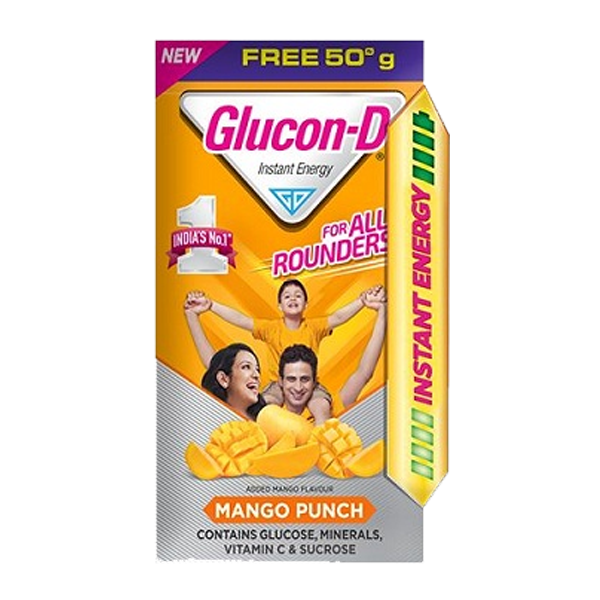 NEW
FREE 50 g
Glucon-D®
Instant Energy
INDIA'S No.1*
FOR ALL
ROUNDERS
INSTANT ENERGY
ADDED MANGO FLAVOUR
MANGO PUNCH
CONTAINS GLUCOSE, MINERALS,
VITAMIN C & SUCROSE